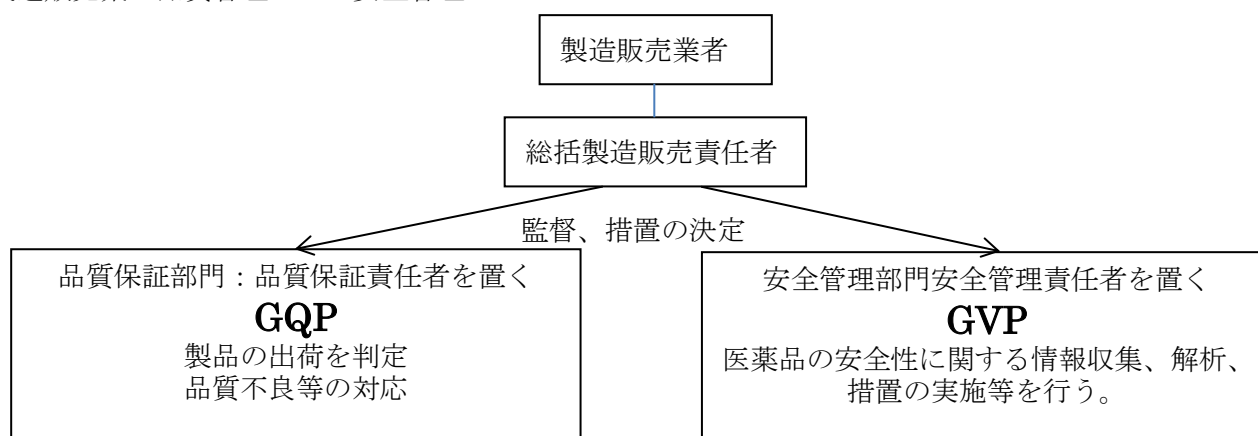 製造販売業者
総括製造販売責任者
監督、措置の決定
品質保証部門：品質保証責任者を置く
GQP
製品の出荷を判定
品質不良等の対応
安全管理部門安全管理責任者を置く
GVP
医薬品の安全性に関する情報収集、解析、
措置の実施等を行う。